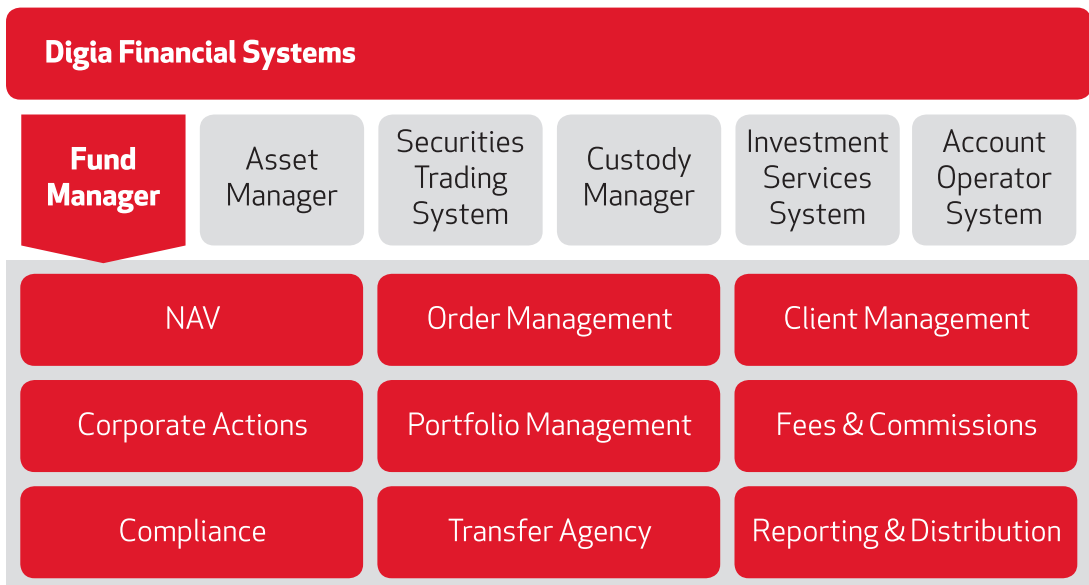 Digia Financial Systems
Fund
Manager
Asset
Manager
Securities
Trading
System
Custody
Manager
Investment
Services
System
Account
Operator
System
NAV
Order Management
Client Management
Corporate Actions
Portfolio Management
Fees & Commissions
Compliance
Transfer Agency
Reporting & Distribution